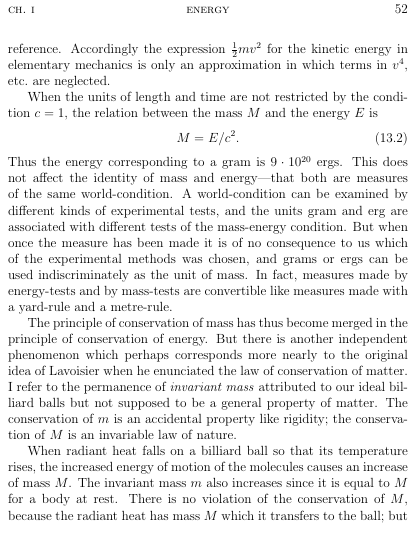 CH. I ENERGY 52
reference. Accordingly the expression ½mv² for the kinetic energy in
elementary mechanics is only an approximation in which terms in v⁴,
etc. are neglected.
When the units of length and time are not restricted by the condi-
tion c = 1, the relation between the mass M and the energy E is
M = E/c². (13.2)
Thus the energy corresponding to a gram is 9 · 10²⁰ ergs. This does
not affect the identity of mass and energy—that both are measures
of the same world-condition. A world-condition can be examined by
different kinds of experimental tests, and the units gram and erg are
associated with different tests of the mass-energy condition. But when
once the measure has been made it is of no consequence to us which
of the experimental methods was chosen, and grams or ergs can be
used indiscriminately as the unit of mass. In fact, measures made by
energy-tests and by mass-tests are convertible like measures made with
a yard-rule and a metre-rule.
The principle of conservation of mass has thus become merged in the
principle of conservation of energy. But there is another independent
phenomenon which perhaps corresponds more nearly to the original
idea of Lavoisier when he enunciated the law of conservation of matter.
I refer to the permanence of invariant mass attributed to our ideal bil-
liard balls but not supposed to be a general property of matter. The
conservation of m is an accidental property like rigidity; the conserva-
tion of M is an invariable law of nature.
When radiant heat falls on a billiard ball so that its temperature
rises, the increased energy of motion of the molecules causes an increase
of mass M. The invariant mass m also increases since it is equal to M
for a body at rest. There is no violation of the conservation of M,
because the radiant heat has mass M which it transfers to the ball; but